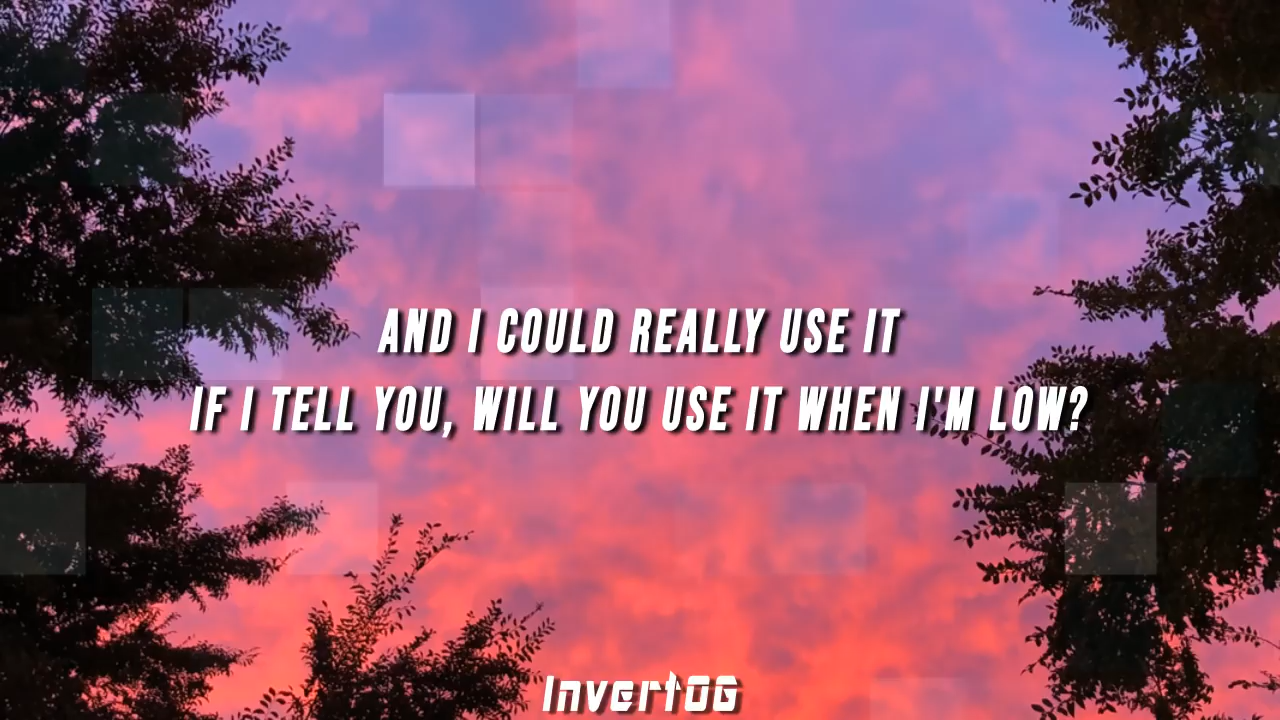 AND I COULD REALLY USE IT
IF I TELL YOU, WILL YOU USE IT WHEN I'M LOW?
InvertOG